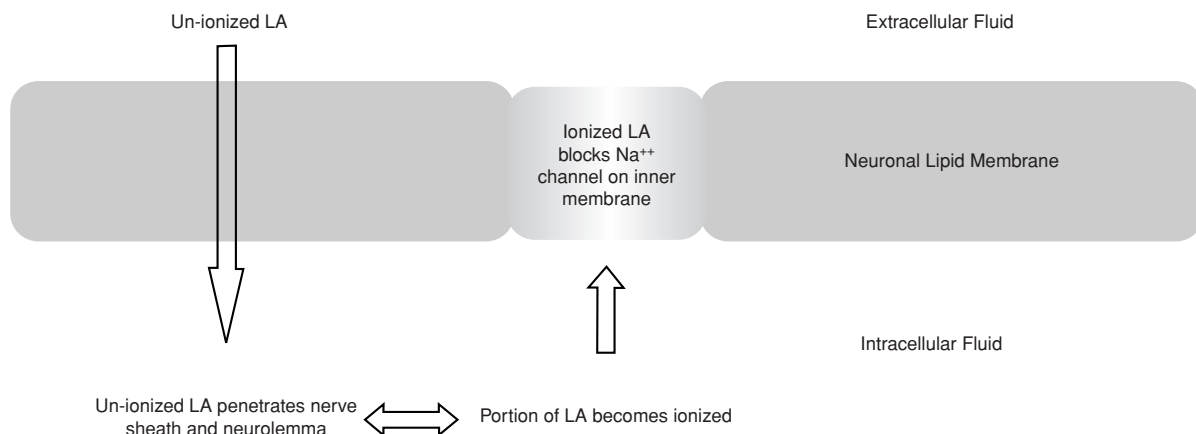 Un-ionized LA
Extracellular Fluid
Ionized LA
blocks Na++
channel on inner
membrane
Neuronal Lipid Membrane
Intracellular Fluid
Un-ionized LA penetrates nerve
sheath and neurolemma
Portion of LA becomes ionized